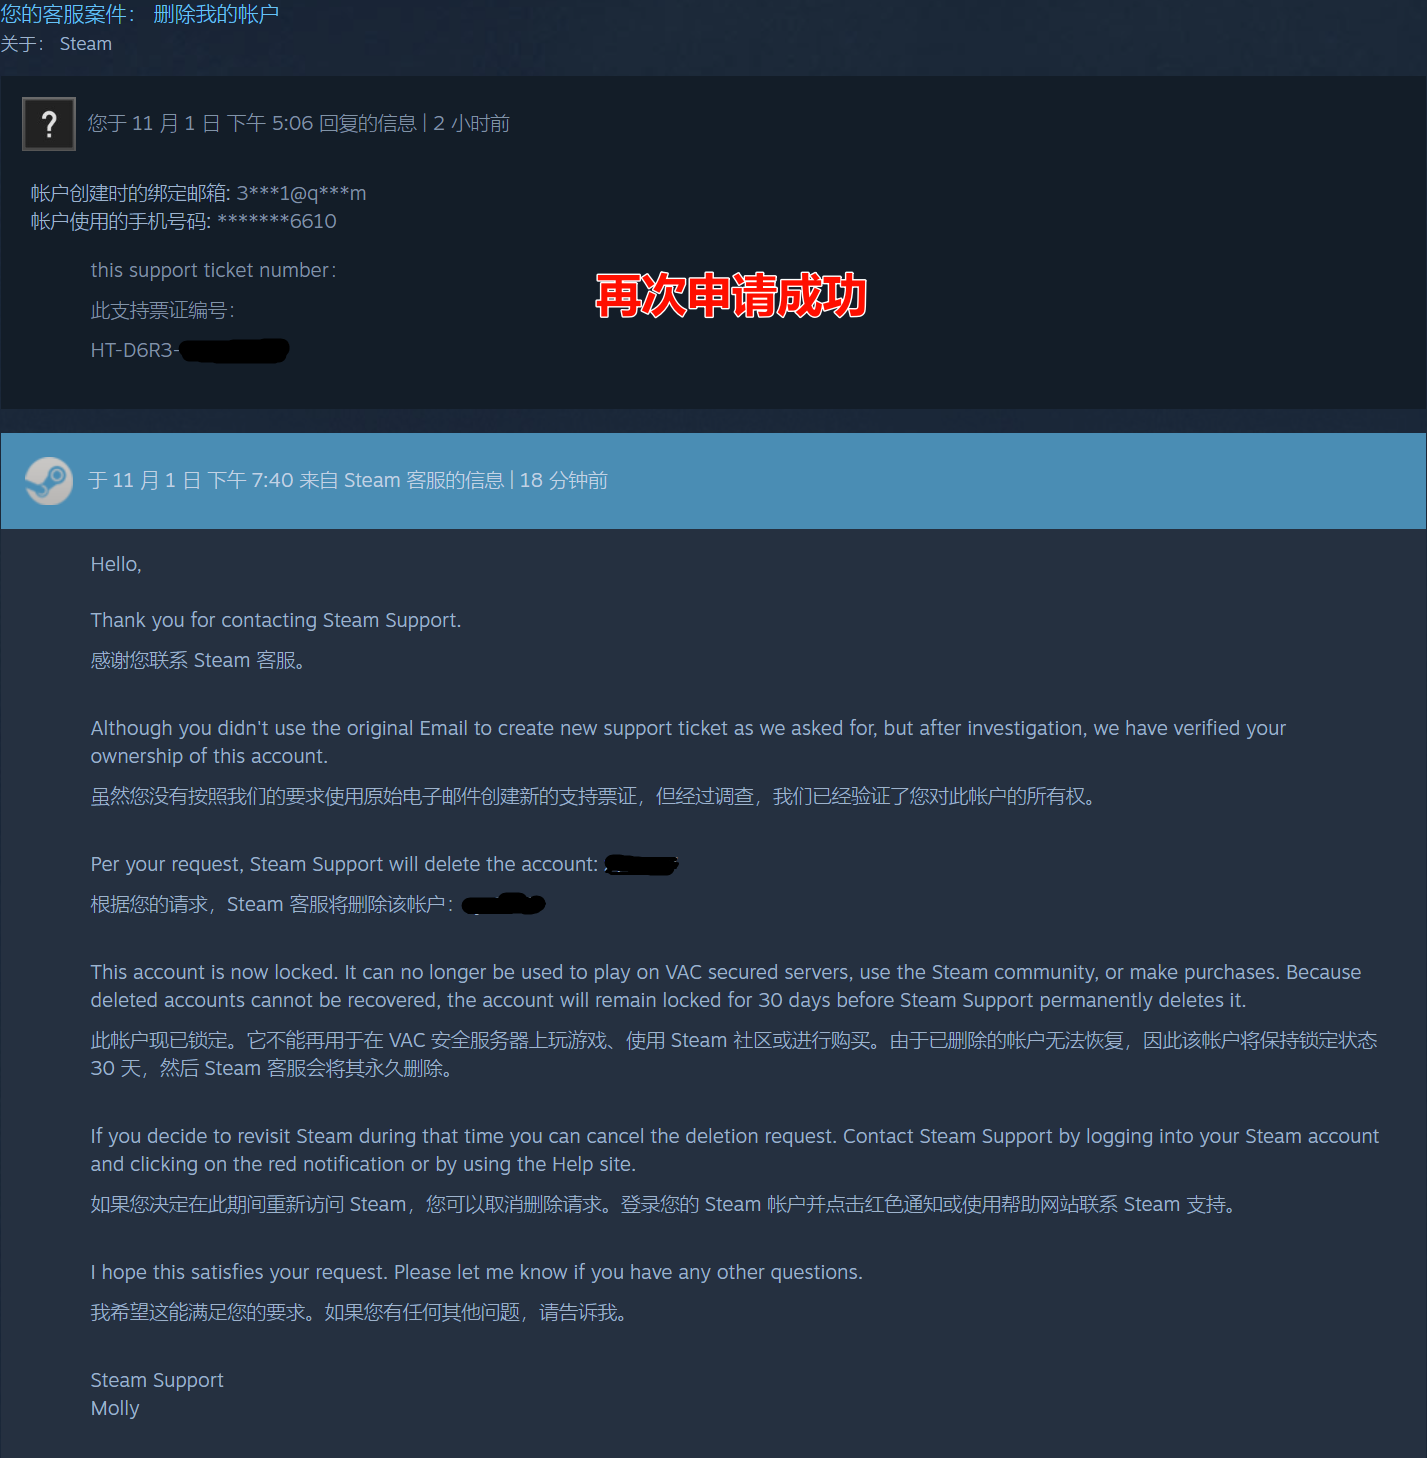 您的客服案件： 删除我的帐户
关于： Steam
?
您于 11 月 1 日 下午 5:06 回复的信息 | 2 小时前
帐户创建时的绑定邮箱: 3***1@q***m
帐户使用的手机号码: *******6610
this support ticket number:
此支持票证编号：
再次申请成功
HT-D6R3-
于 11 月 1 日 下午 7:40 来自 Steam 客服的信息 | 18 分钟前
Hello,
Thank you for contacting Steam Support.
感谢您联系 Steam 客服。
Although you didn't use the original Email to create new support ticket as we asked for, but after investigation, we have verified your
ownership of this account.
虽然您没有按照我们的要求使用原始电子邮件创建新的支持票证，但经过调查，我们已经验证了您对此帐户的所有权。
Per your request, Steam Support will delete the account:
根据您的请求，Steam 客服将删除该帐户：
This account is now locked. It can no longer be used to play on VAC secured servers, use the Steam community, or make purchases. Because
deleted accounts cannot be recovered, the account will remain locked for 30 days before Steam Support permanently deletes it.
此帐户现已锁定。它不能再用于在 VAC 安全服务器上玩游戏、使用 Steam 社区或进行购买。由于已删除的帐户无法恢复，因此该帐户将保持锁定状态
30 天，然后 Steam 客服会将其永久删除。
If you decide to revisit Steam during that time you can cancel the deletion request. Contact Steam Support by logging into your Steam account
and clicking on the red notification or by using the Help site.
如果您决定在此期间重新访问 Steam，您可以取消删除请求。登录您的 Steam 帐户并点击红色通知或使用帮助网站联系 Steam 支持。
I hope this satisfies your request. Please let me know if you have any other questions.
我希望这能满足您的要求。如果您有任何其他问题，请告诉我。
Steam Support
Molly